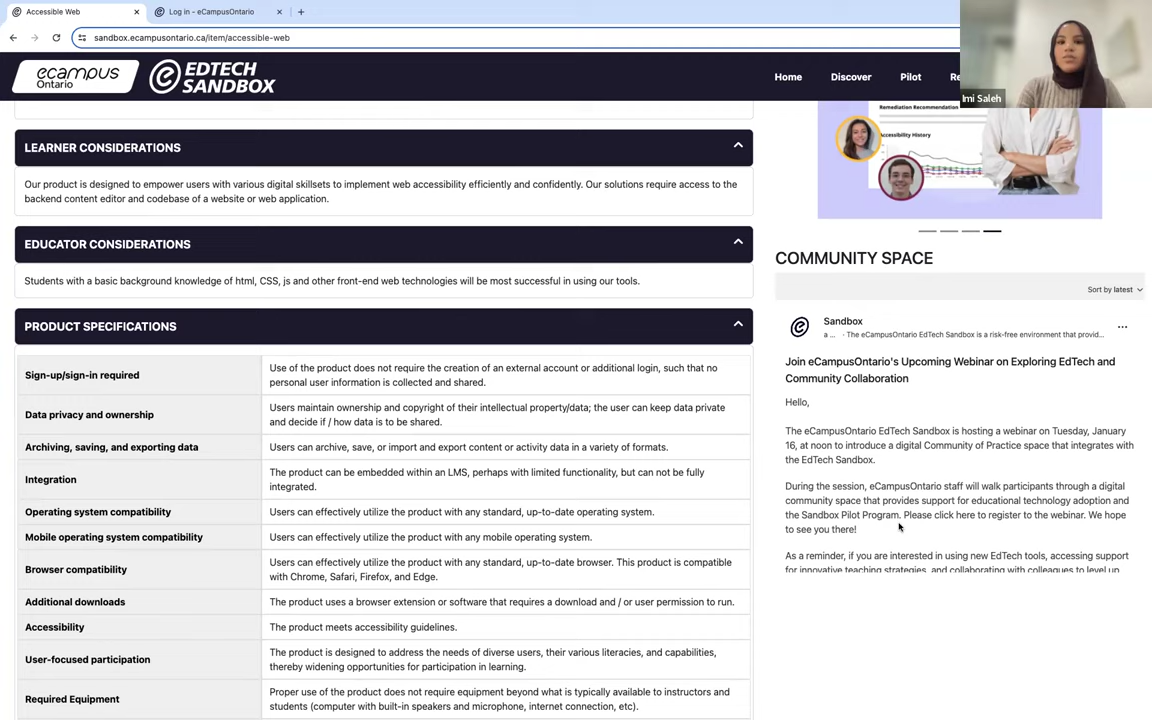 Accessible Web
Log in - eCampusOntario
sandbox.ecampusontario.ca/item/accessible-web
ecampus
Ontario
EDTECH
SANDBOX
Home
Discover
Pilot
Imi Saleh
Remediation Recommendation
Accessibility History
LEARNER CONSIDERATIONS
Our product is designed to empower users with various digital skillsets to implement web accessibility efficiently and confidently. Our solutions require access to the
backend content editor and codebase of a website or web application.
EDUCATOR CONSIDERATIONS
Students with a basic background knowledge of html, CSS, js and other front-end web technologies will be most successful in using our tools.
PRODUCT SPECIFICATIONS
Sign-up/sign-in required
Use of the product does not require the creation of an external account or additional login, such that no
personal user information is collected and shared.
Data privacy and ownership
Users maintain ownership and copyright of their intellectual property/data; the user can keep data private
and decide if / how data is to be shared.
Archiving, saving, and exporting data
Users can archive, save, or import and export content or activity data in a variety of formats.
Integration
The product can be embedded within an LMS, perhaps with limited functionality, but can not be fully
integrated.
Operating system compatibility
Users can effectively utilize the product with any standard, up-to-date operating system.
Mobile operating system compatibility
Users can effectively utilize the product with any mobile operating system.
Browser compatibility
Users can effectively utilize the product with any standard, up-to-date browser. This product is compatible
with Chrome, Safari, Firefox, and Edge.
Additional downloads
The product uses a browser extension or software that requires a download and / or user permission to run.
Accessibility
The product meets accessibility guidelines.
User-focused participation
The product is designed to address the needs of diverse users, their various literacies, and capabilities,
thereby widening opportunities for participation in learning.
Required Equipment
Proper use of the product does not require equipment beyond what is typically available to instructors and
students (computer with built-in speakers and microphone, internet connection, etc).
COMMUNITY SPACE
Sort by latest
Sandbox
a ... · The eCampusOntario EdTech Sandbox is a risk-free environment that provid...
Join eCampusOntario's Upcoming Webinar on Exploring EdTech and
Community Collaboration
Hello,
The eCampusOntario EdTech Sandbox is hosting a webinar on Tuesday, January
16, at noon to introduce a digital Community of Practice space that integrates with
the EdTech Sandbox.
During the session, eCampusOntario staff will walk participants through a digital
community space that provides support for educational technology adoption and
the Sandbox Pilot Program. Please click here to register to the webinar. We hope
to see you there!
As a reminder, if you are interested in using new EdTech tools, accessing support
for innovative teaching strategies, and collaborating with colleagues to level up